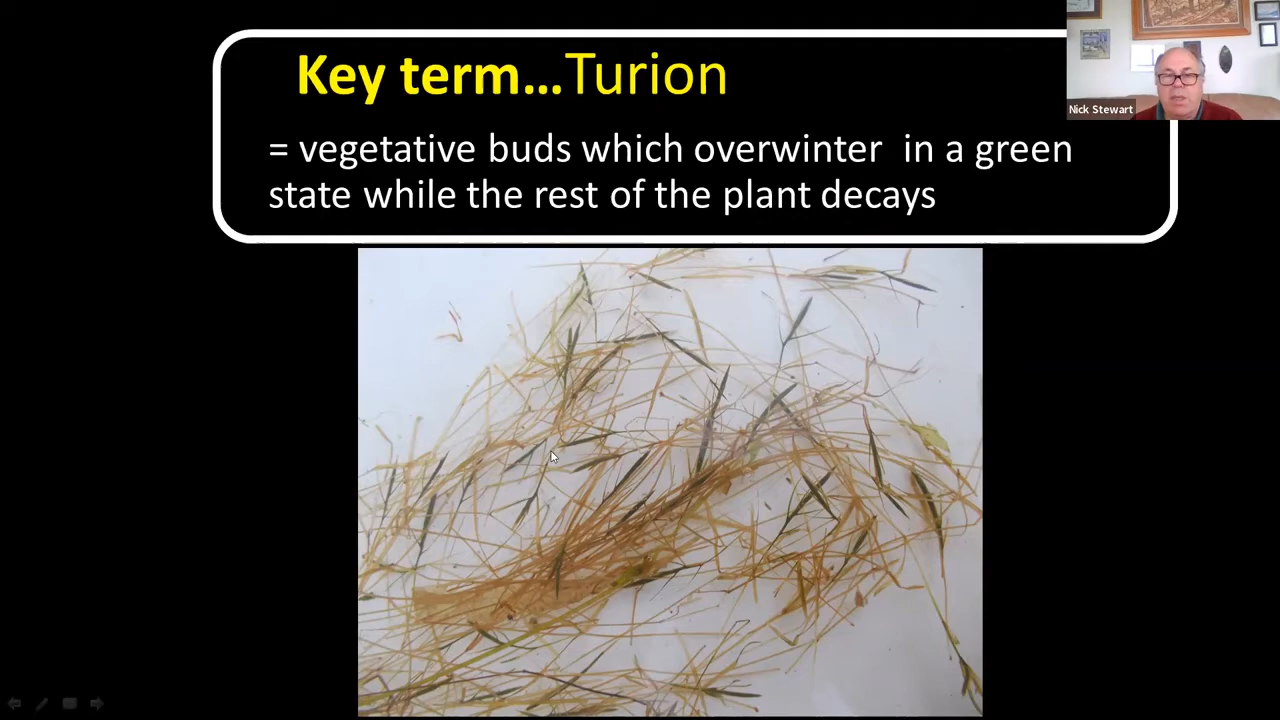 Key term...Turion
= vegetative buds which overwinter  in a green
state while the rest of the plant decays
Nick Stewart